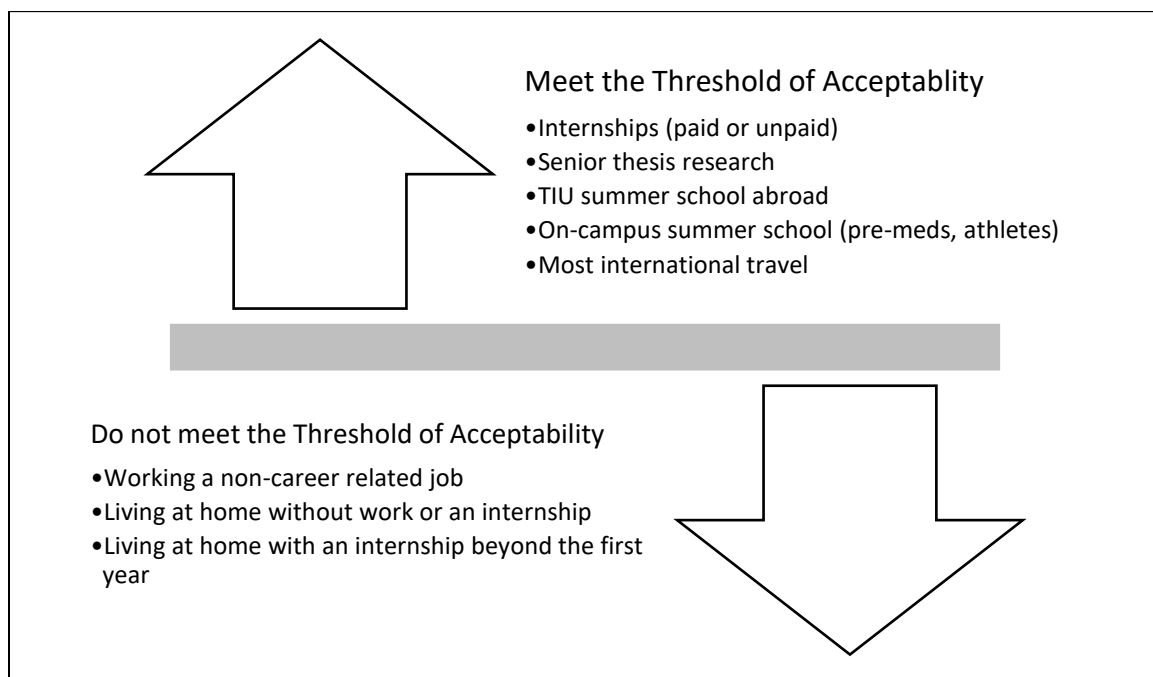 Meet the Threshold of Acceptablity
•Internships (paid or unpaid)
•Senior thesis research
•TIU summer school abroad
•On-campus summer school (pre-meds, athletes)
•Most international travel
Do not meet the Threshold of Acceptability
•Working a non-career related job
•Living at home without work or an internship
•Living at home with an internship beyond the first
year